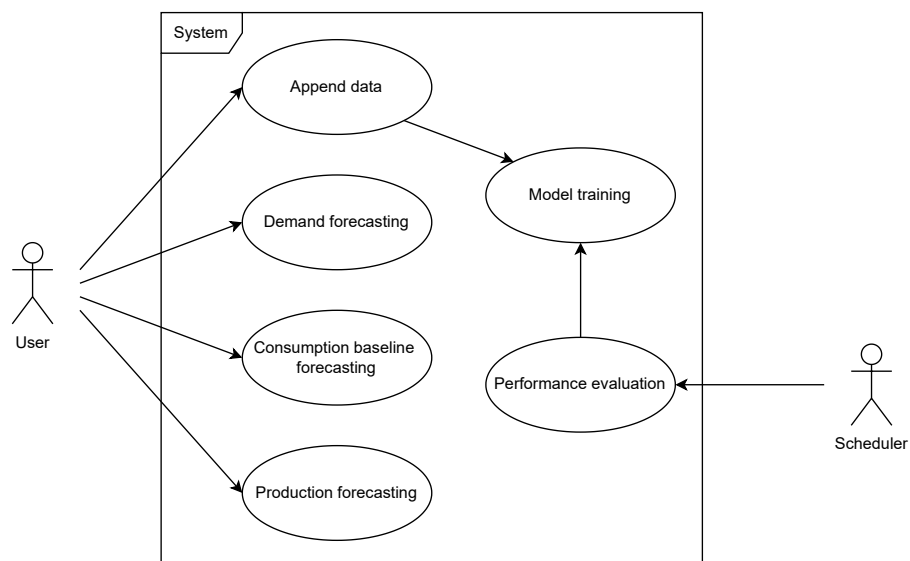 System
Append data
Model training
Demand forecasting
User
Consumption baseline
forecasting
Performance evaluation
Scheduler
Production forecasting